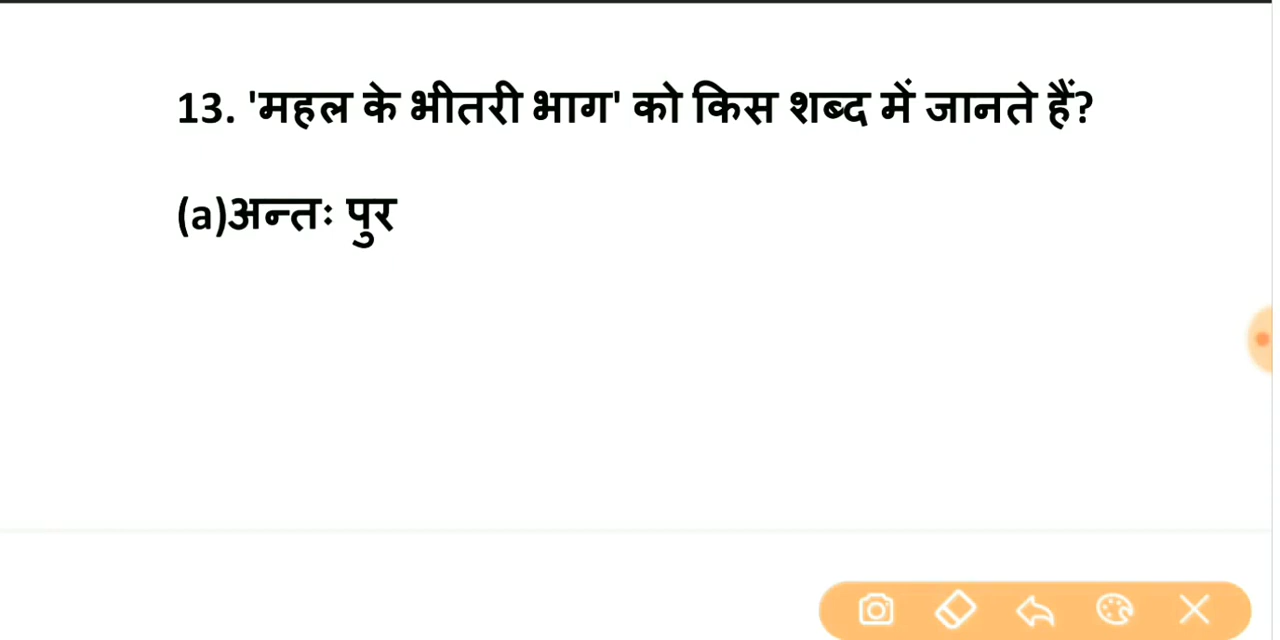 13. 'महल के भीतरी भाग' को किस शब्द में जानते हैं?
(a)अन्तः पुर